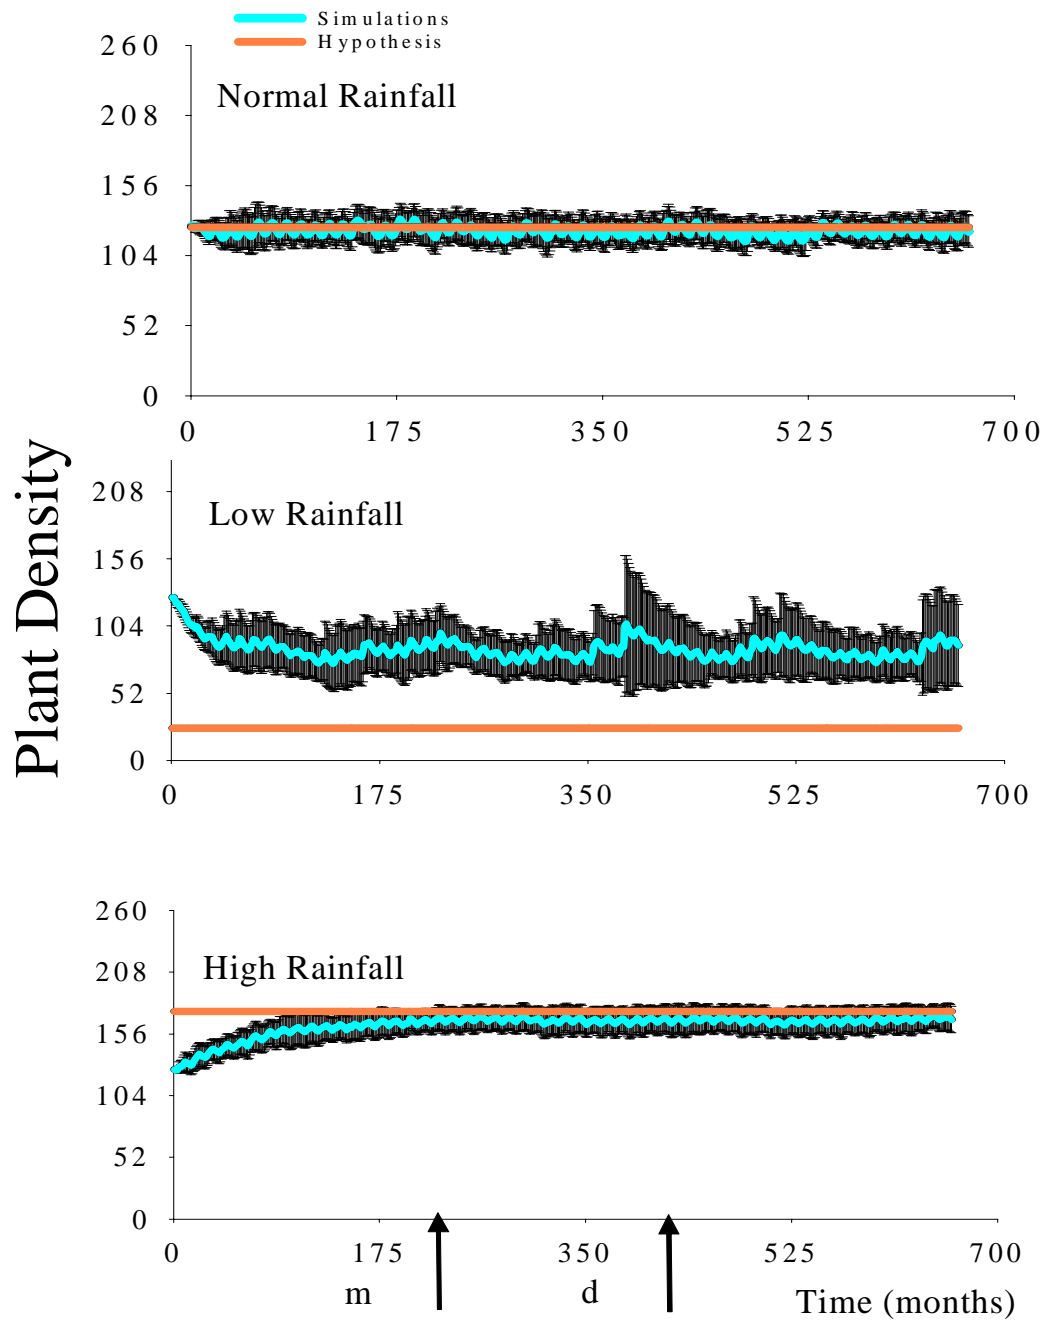 Simulations
Hypothesis
260
Normal Rainfall
208
156
104
52
0
0 175 350 525 700
Plant Density
208
Low Rainfall
156
104
52
0
0 175 350 525 700
260
High Rainfall
208
156
104
52
0
0 175 350 525 700
m d Time (months)